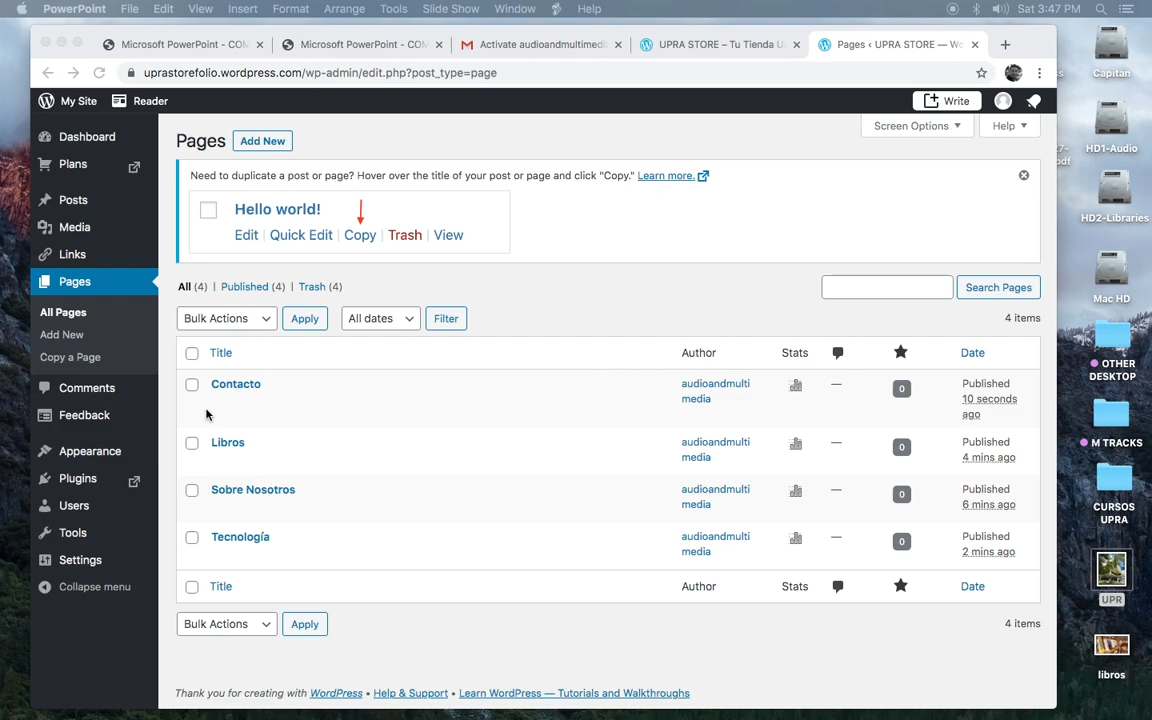 PowerPoint File Edit View Insert Format Arrange Tools Slide Show Window Help Sat 3:47 PM
Microsoft PowerPoint - COM Microsoft PowerPoint - COM Activate audioandmultimedi UPRA STORE – Tu Tienda U Pages ‹ UPRA STORE — Wo
uprastorefolio.wordpress.com/wp-admin/edit.php?post_type=page
My Site Reader Write
Dashboard
Plans
Posts
Media
Links
Pages
All Pages
Add New
Copy a Page
Comments
Feedback
Appearance
Plugins
Users
Tools
Settings
Collapse menu
Screen Options Help
Pages Add New
Need to duplicate a post or page? Hover over the title of your post or page and click "Copy." Learn more.
Hello world!
Edit | Quick Edit | Copy | Trash | View
All (4) | Published (4) | Trash (4)
Search Pages
Bulk Actions Apply All dates Filter
4 items
Title Author Stats Date
Contacto audioandmulti — 0 Published
media 10 seconds
ago
Libros audioandmulti — 0 Published
media 4 mins ago
Sobre Nosotros audioandmulti — 0 Published
media 6 mins ago
Tecnología audioandmulti — 0 Published
media 2 mins ago
Title Author Stats Date
Bulk Actions Apply 4 items
Thank you for creating with WordPress • Help & Support • Learn WordPress — Tutorials and Walkthroughs
Capitan
HD1-Audio
HD2-Libraries
Mac HD
OTHER
DESKTOP
M TRACKS
CURSOS
UPRA
UPR
libros